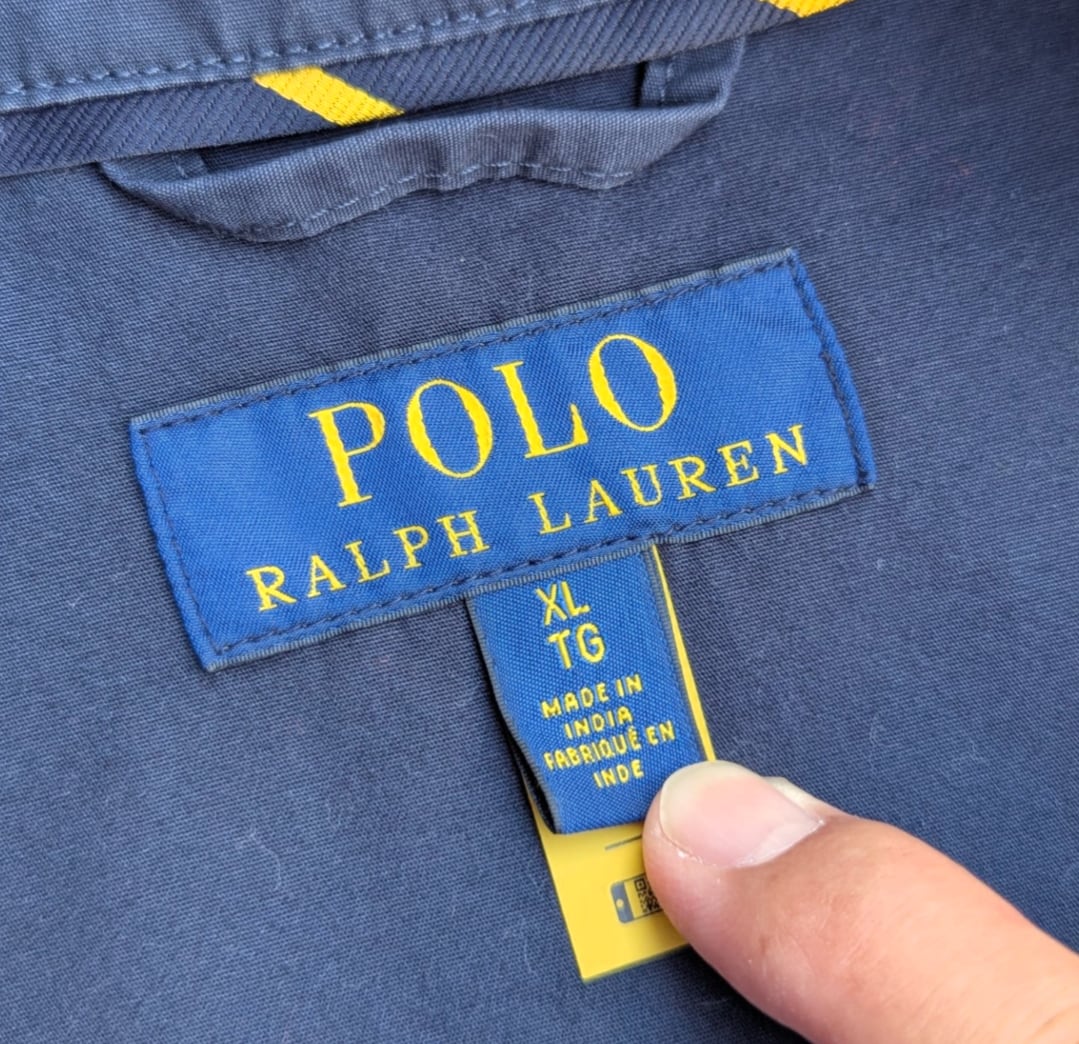 POLO
RALPH LAUREN
XL
TG
MADE IN
INDIA
FABRIQUÉ EN
INDE